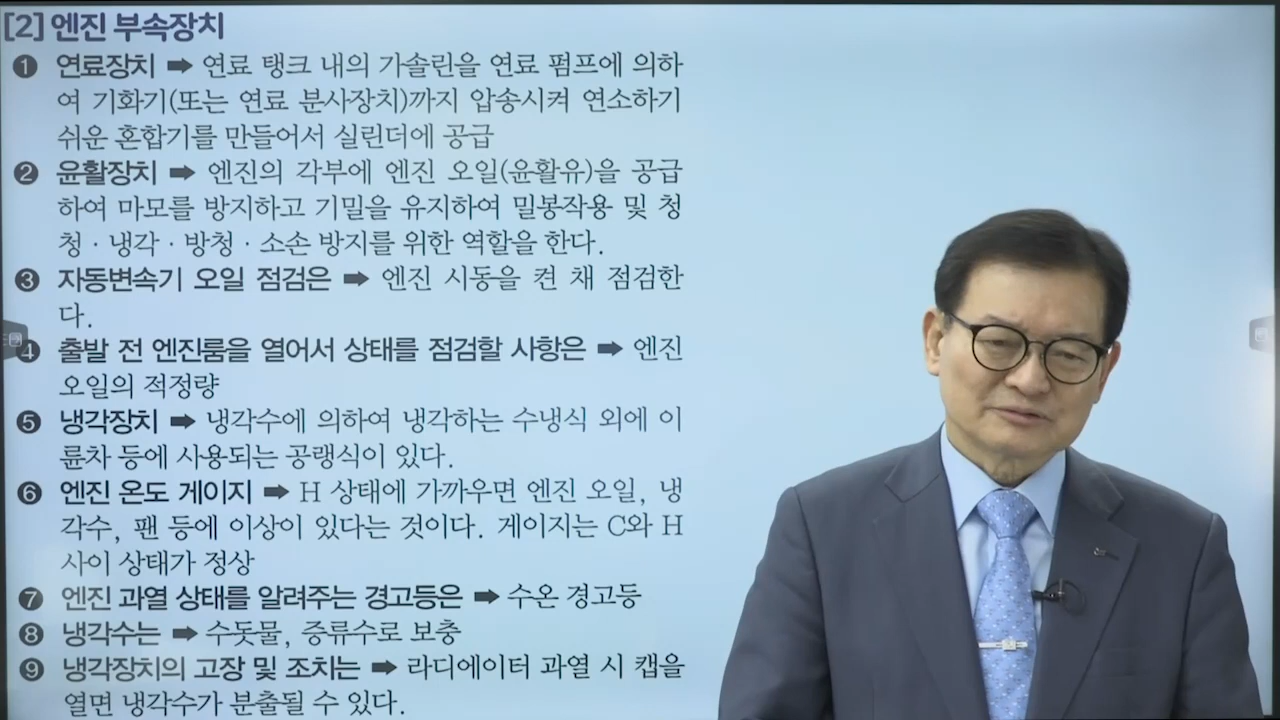 [2] 엔진 부속장치
❶ 연료장치 ➡ 연료 탱크 내의 가솔린을 연료 펌프에 의하
여 기화기(또는 연료 분사장치)까지 압송시켜 연소하기
쉬운 혼합기를 만들어서 실린더에 공급
❷ 윤활장치 ➡ 엔진의 각부에 엔진 오일(윤활유)을 공급
하여 마모를 방지하고 기밀을 유지하여 밀봉작용 및 청
청 · 냉각 · 방청 · 소손 방지를 위한 역할을 한다.
❸ 자동변속기 오일 점검은 ➡ 엔진 시동을 켠 채 점검한
다.
❹ 출발 전 엔진룸을 열어서 상태를 점검할 사항은 ➡ 엔진
오일의 적정량
❺ 냉각장치 ➡ 냉각수에 의하여 냉각하는 수냉식 외에 이
륜차 등에 사용되는 공랭식이 있다.
❻ 엔진 온도 게이지 ➡ H 상태에 가까우면 엔진 오일, 냉
각수, 팬 등에 이상이 있다는 것이다. 게이지는 C와 H
사이 상태가 정상
❼ 엔진 과열 상태를 알려주는 경고등은 ➡ 수온 경고등
❽ 냉각수는 ➡ 수돗물, 증류수로 보충
❾ 냉각장치의 고장 및 조치는 ➡ 라디에이터 과열 시 캡을
열면 냉각수가 분출될 수 있다.